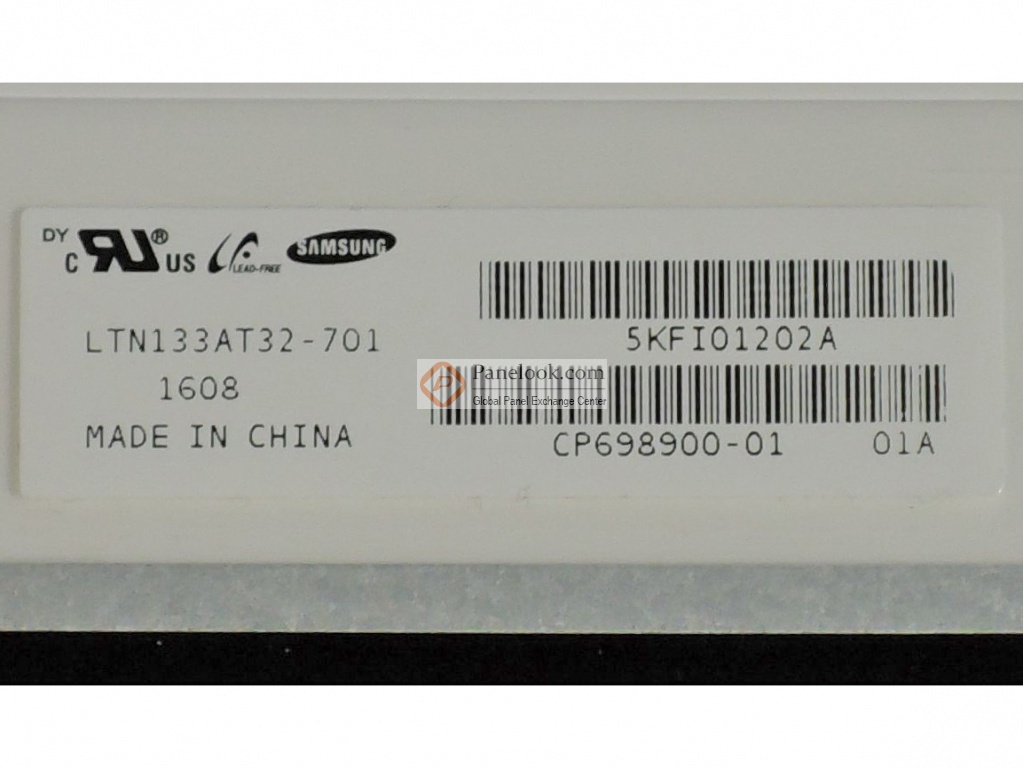 DY
C UR® US LEAD-FREE SAMSUNG
LTN133AT32-701
1608
MADE IN CHINA
5KFI01202A
Panelook.com
Global Panel Exchange Center
CP698900-01 01A